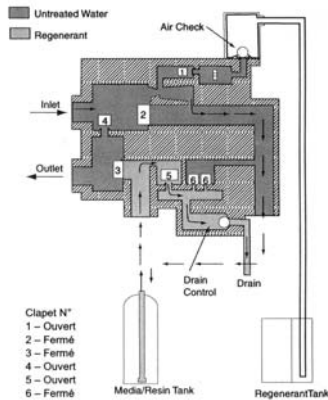 Untreated Water
Regenerant
Air Check
1
Inlet
2
4
Outlet
3
5
6
6
Drain
Control
Drain
Clapet N°
1 – Ouvert
2 – Fermé
3 – Fermé
4 – Ouvert
5 – Ouvert
6 – Fermé
Media/Resin Tank
RegenerantTank